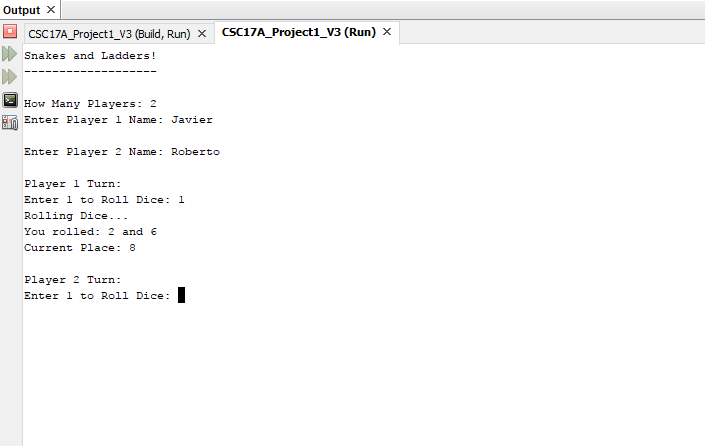 Output
CSC17A_Project1_V3 (Build, Run)
CSC17A_Project1_V3 (Run)
Snakes and Ladders!
-------------------
How Many Players: 2
Enter Player 1 Name: Javier
Enter Player 2 Name: Roberto
Player 1 Turn:
Enter 1 to Roll Dice: 1
Rolling Dice...
You rolled: 2 and 6
Current Place: 8
Player 2 Turn:
Enter 1 to Roll Dice: